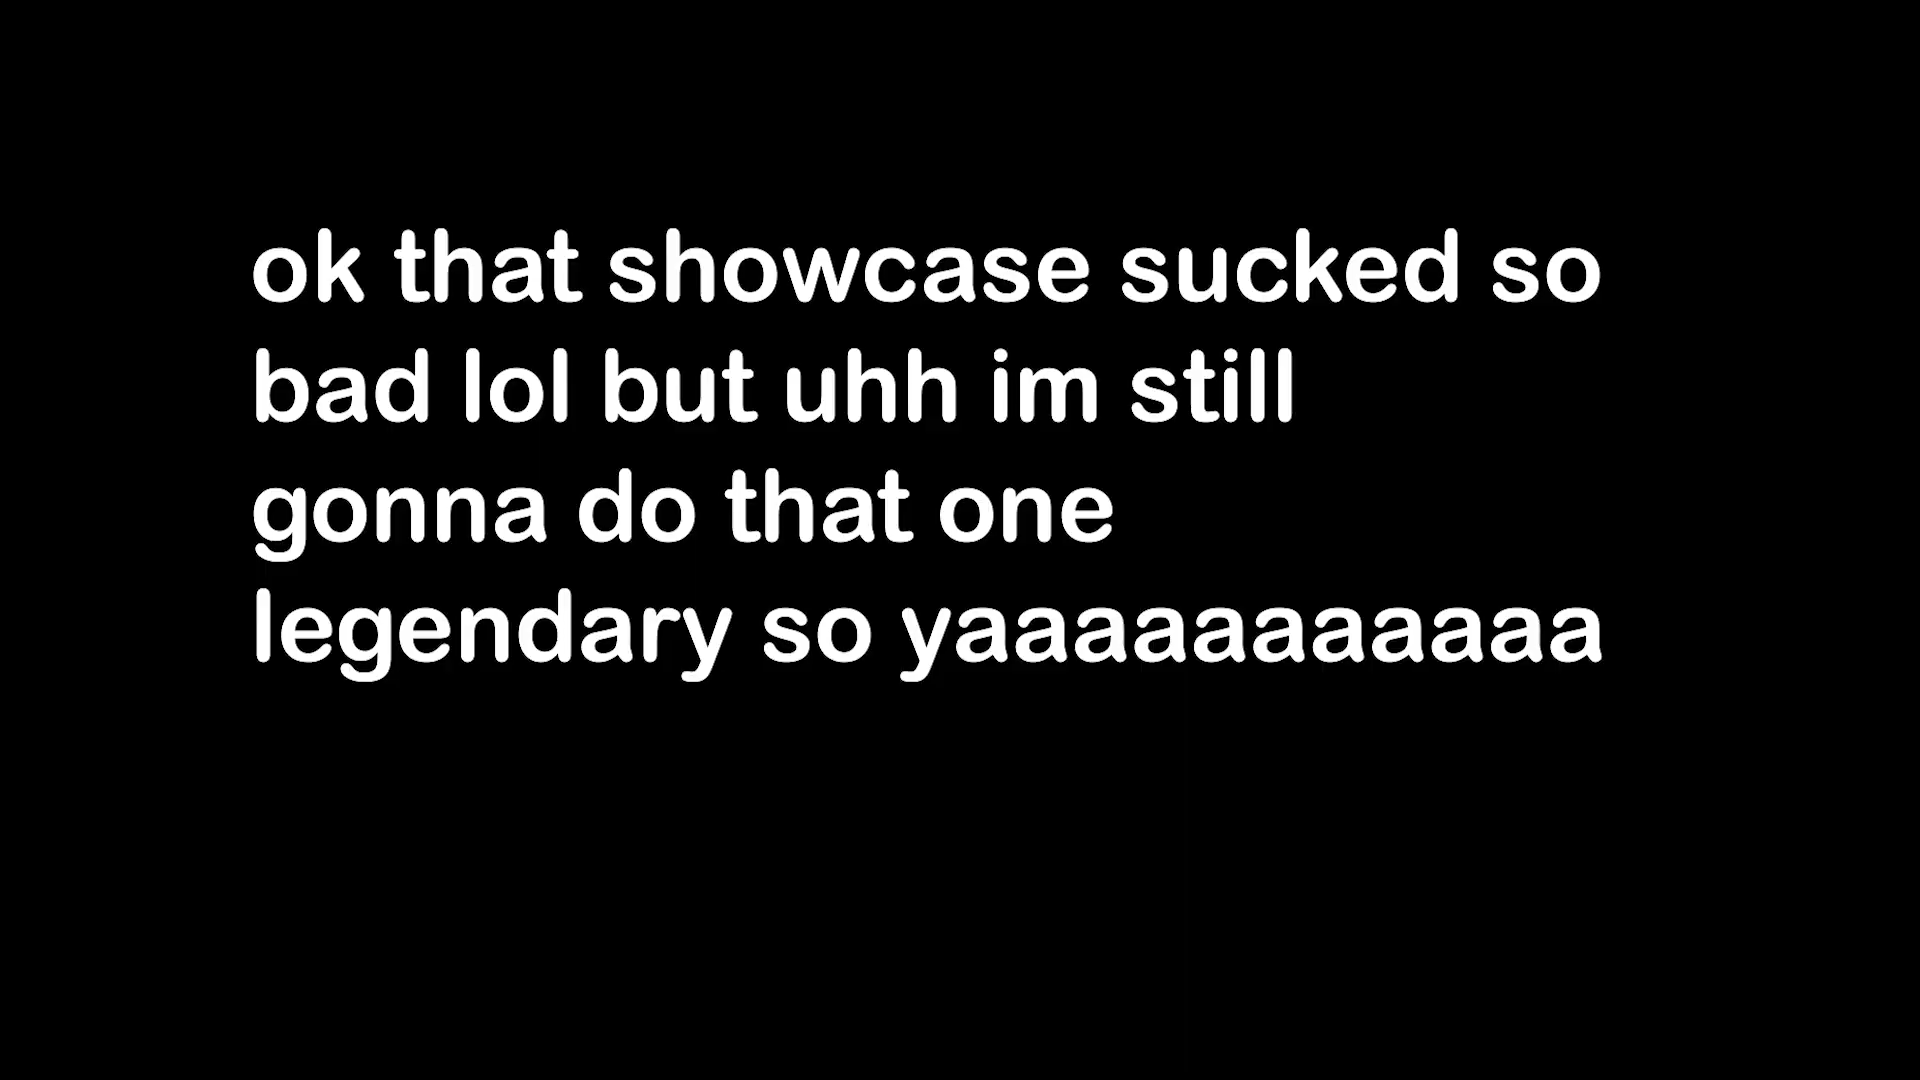 ok that showcase sucked so
bad lol but uhh im still
gonna do that one
legendary so yaaaaaaaaaaa